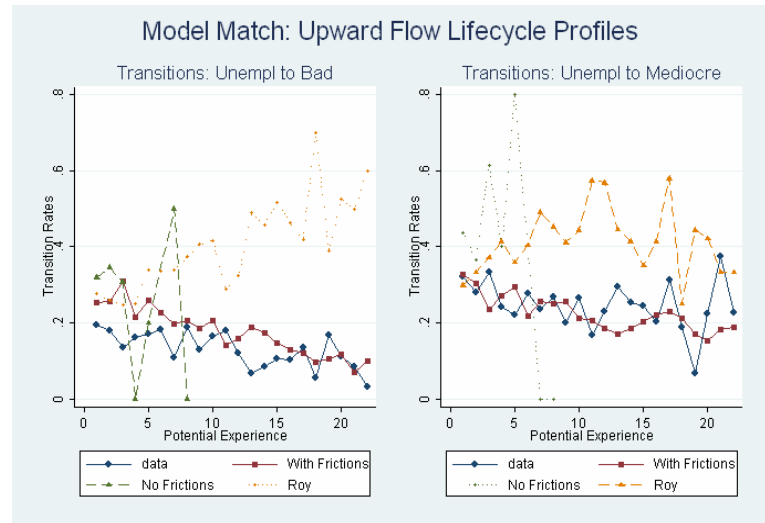 Model Match: Upward Flow Lifecycle Profiles
Transitions: Unempl to Bad
Transition Rates
0 .2 .4 .6 .8
0 5 10 15 20
Potential Experience
data With Frictions
No Frictions Roy
Transitions: Unempl to Mediocre
Transition Rates
0 .2 .4 .6 .8
0 5 10 15 20
Potential Experience
data With Frictions
No Frictions Roy